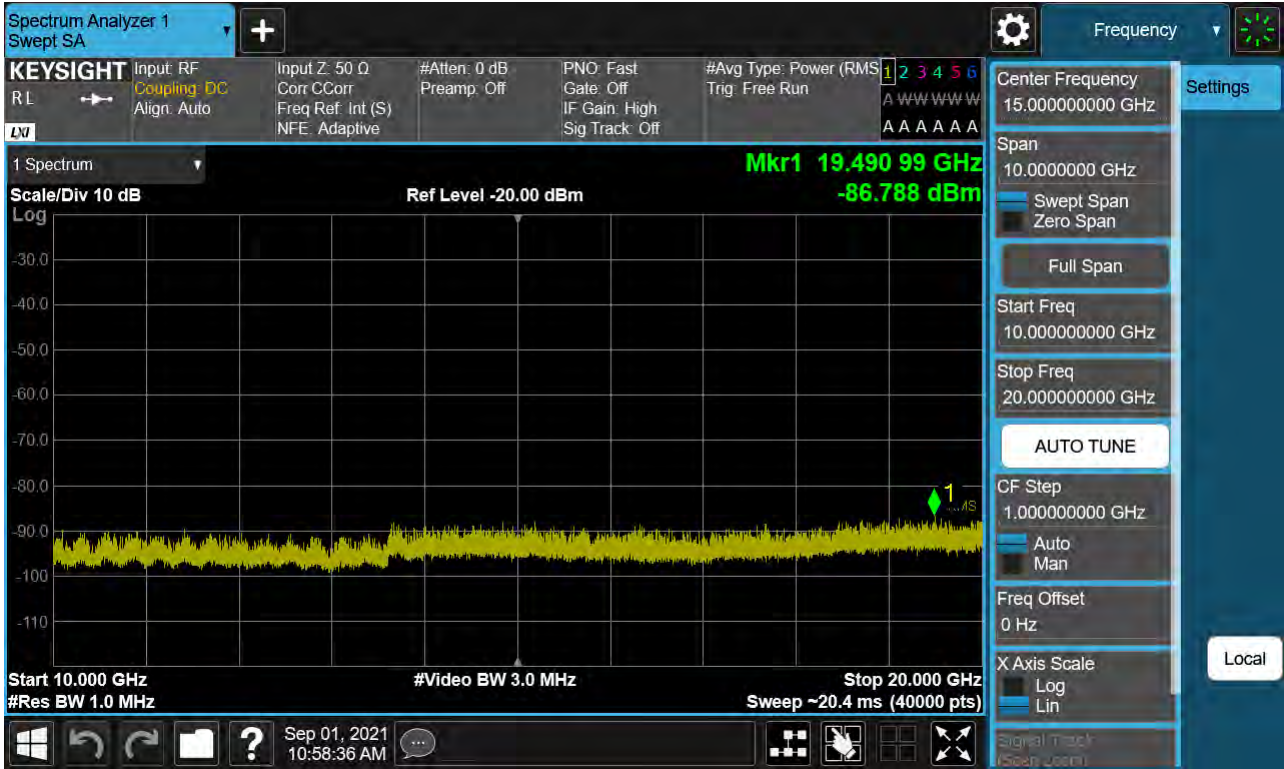 Spectrum Analyzer 1
Swept SA
+
Frequency
KEYSIGHT
R L
LXI
Input: RF
Coupling: DC
Align: Auto
Input Z: 50 Ω
Corr CCorr
Freq Ref: Int (S)
NFE: Adaptive
#Atten: 0 dB
Preamp: Off
PNO: Fast
Gate: Off
IF Gain: High
Sig Track: Off
#Avg Type: Power (RMS
Trig: Free Run
1 2 3 4 5 6
A W W W W W
A A A A A A
1 Spectrum
Scale/Div 10 dB
Log
Ref Level -20.00 dBm
Mkr1 19.490 99 GHz
-86.788 dBm
-30.0
-40.0
-50.0
-60.0
-70.0
-80.0
-90.0
-100
-110
1
Start 10.000 GHz
#Res BW 1.0 MHz
#Video BW 3.0 MHz
Stop 20.000 GHz
Sweep ~20.4 ms (40000 pts)
Center Frequency
15.000000000 GHz
Span
10.0000000 GHz
Swept Span
Zero Span
Full Span
Start Freq
10.000000000 GHz
Stop Freq
20.000000000 GHz
AUTO TUNE
CF Step
1.000000000 GHz
Auto
Man
Freq Offset
0 Hz
X Axis Scale
Log
Lin
Signal Track
(Span Zoom)
Settings
Local
?
Sep 01, 2021
10:58:36 AM